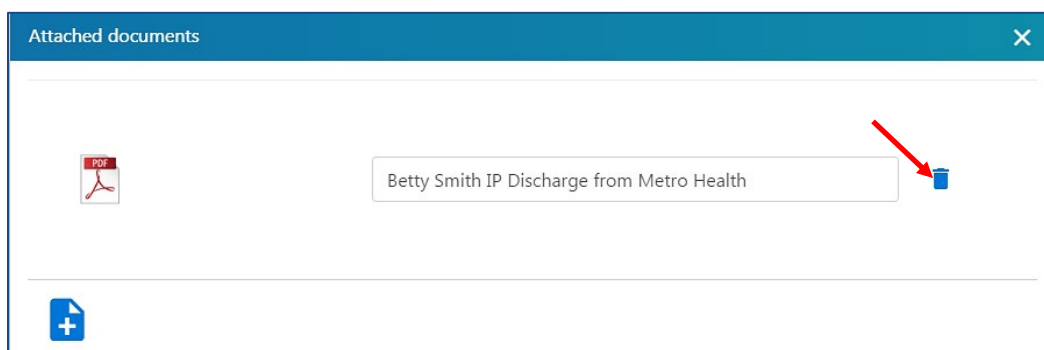 Attached documents
PDF
Betty Smith IP Discharge from Metro Health